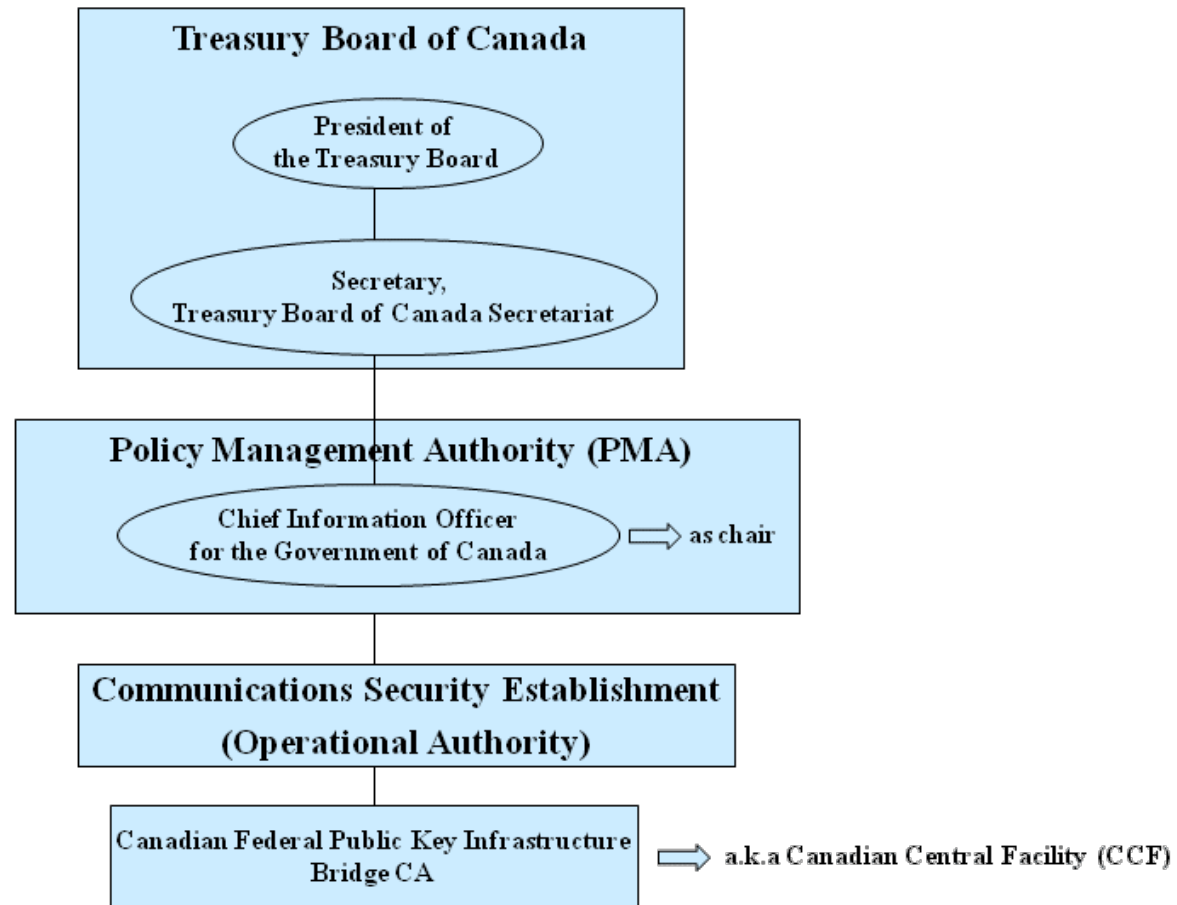 Treasury Board of Canada
President of
the Treasury Board
Secretary,
Treasury Board of Canada Secretariat
Policy Management Authority (PMA)
Chief Information Officer
for the Government of Canada
as chair
Communications Security Establishment
(Operational Authority)
Canadian Federal Public Key Infrastructure
Bridge CA
a.k.a Canadian Central Facility (CCF)